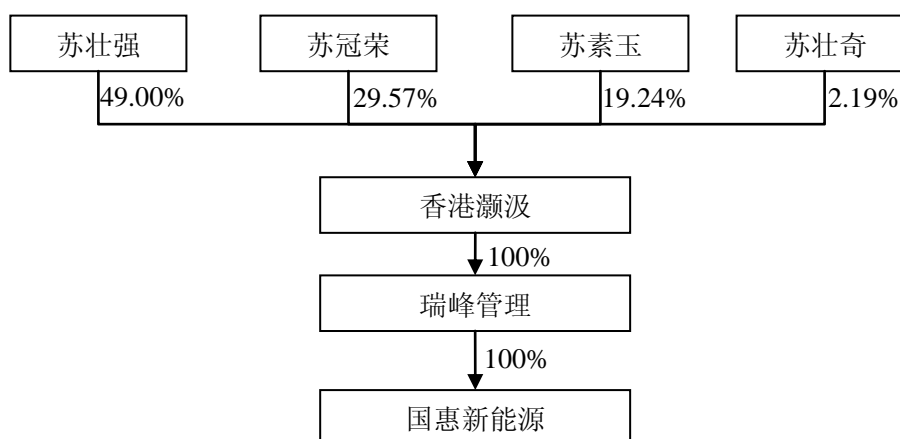 苏壮强 苏冠荣 苏素玉 苏壮奇
49.00% 29.57% 19.24% 2.19%
香港灏汲
100%
瑞峰管理
100%
国惠新能源